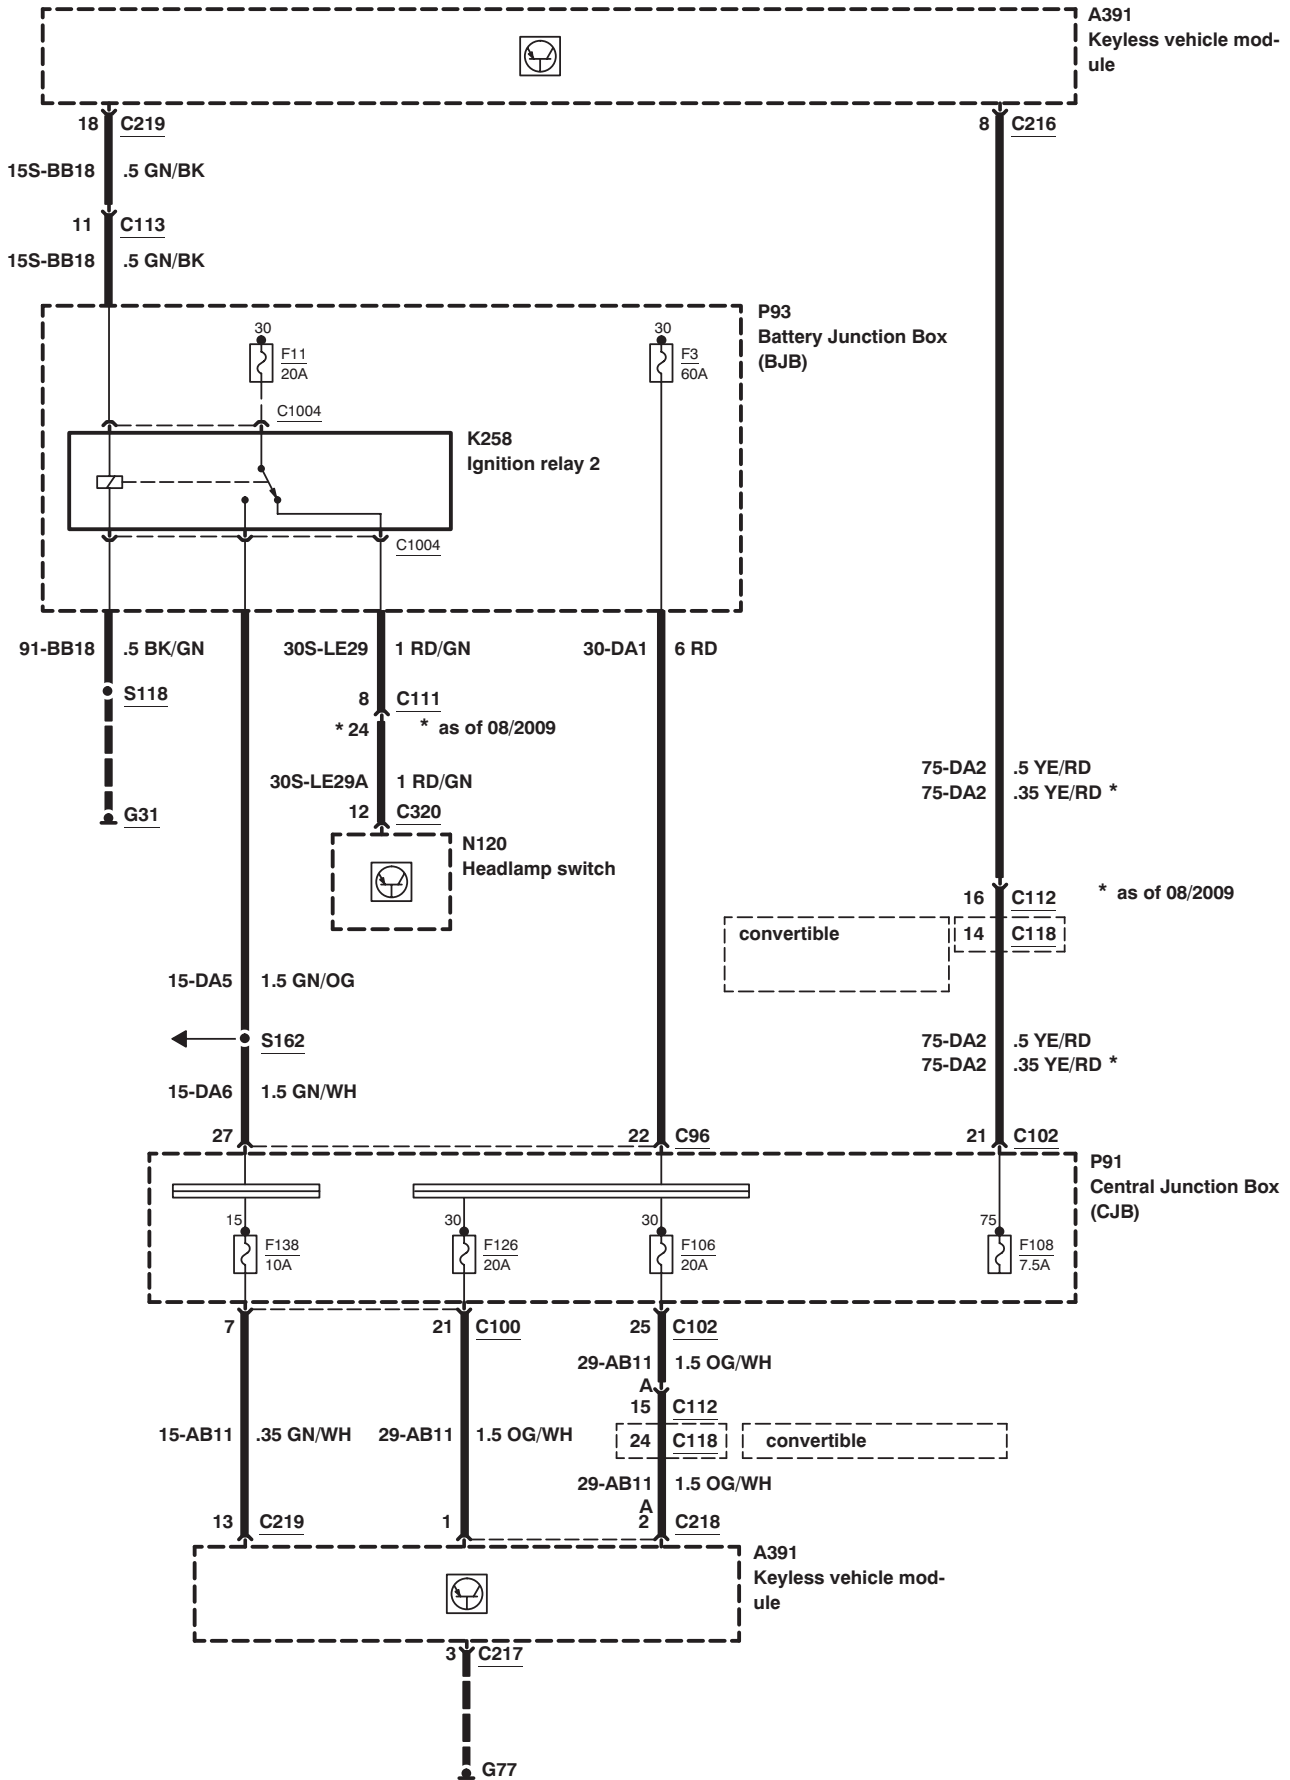 A391
Keyless vehicle mod-
ule
18 C219
8 C216
15S-BB18 .5 GN/BK
11 C113
15S-BB18 .5 GN/BK
P93
Battery Junction Box
(BJB)
30
F11
20A
30
F3
60A
C1004
K258
Ignition relay 2
C1004
91-BB18 .5 BK/GN
30S-LE29 1 RD/GN
30-DA1 6 RD
S118
8 C111
* 24 * as of 08/2009
30S-LE29A 1 RD/GN
12 C320
G31
N120
Headlamp switch
75-DA2 .5 YE/RD
75-DA2 .35 YE/RD *
16 C112 * as of 08/2009
convertible 14 C118
15-DA5 1.5 GN/OG
S162
75-DA2 .5 YE/RD
75-DA2 .35 YE/RD *
15-DA6 1.5 GN/WH
27
22 C96
21 C102
P91
Central Junction Box
(CJB)
15
F138
10A
30
F126
20A
30
F106
20A
75
F108
7.5A
7
21 C100
25 C102
29-AB11 1.5 OG/WH
A
15 C112
15-AB11 .35 GN/WH
29-AB11 1.5 OG/WH
24 C118 convertible
29-AB11 1.5 OG/WH
A
13 C219
1
2 C218
A391
Keyless vehicle mod-
ule
3 C217
G77